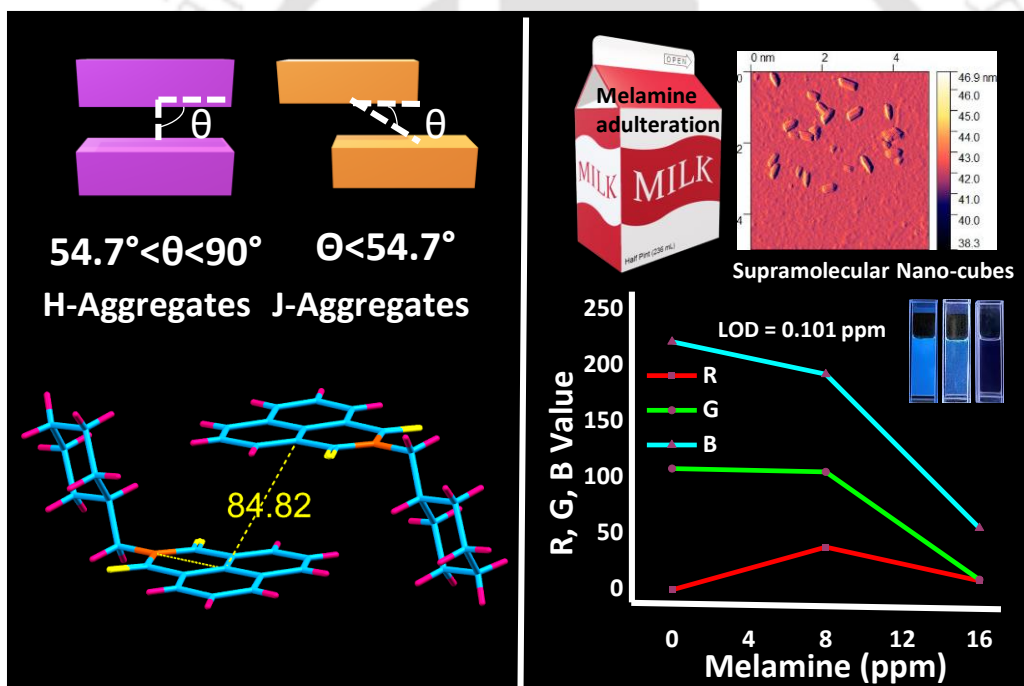 θ
θ
54.7°<θ<90°
Θ<54.7°
H-Aggregates
J-Aggregates
84.82
OPEN
Melamine
adulteration
MILK
MILK
Half Pint (236 mL)
0 nm
2
4
0
2
4
46.9 nm
46.0
45.0
44.0
43.0
42.0
41.0
40.0
38.3
Supramolecular Nano-cubes
LOD = 0.101 ppm
R
G
B
R, G, B Value
250
200
150
100
50
0
0
4
8
12
16
Melamine (ppm)